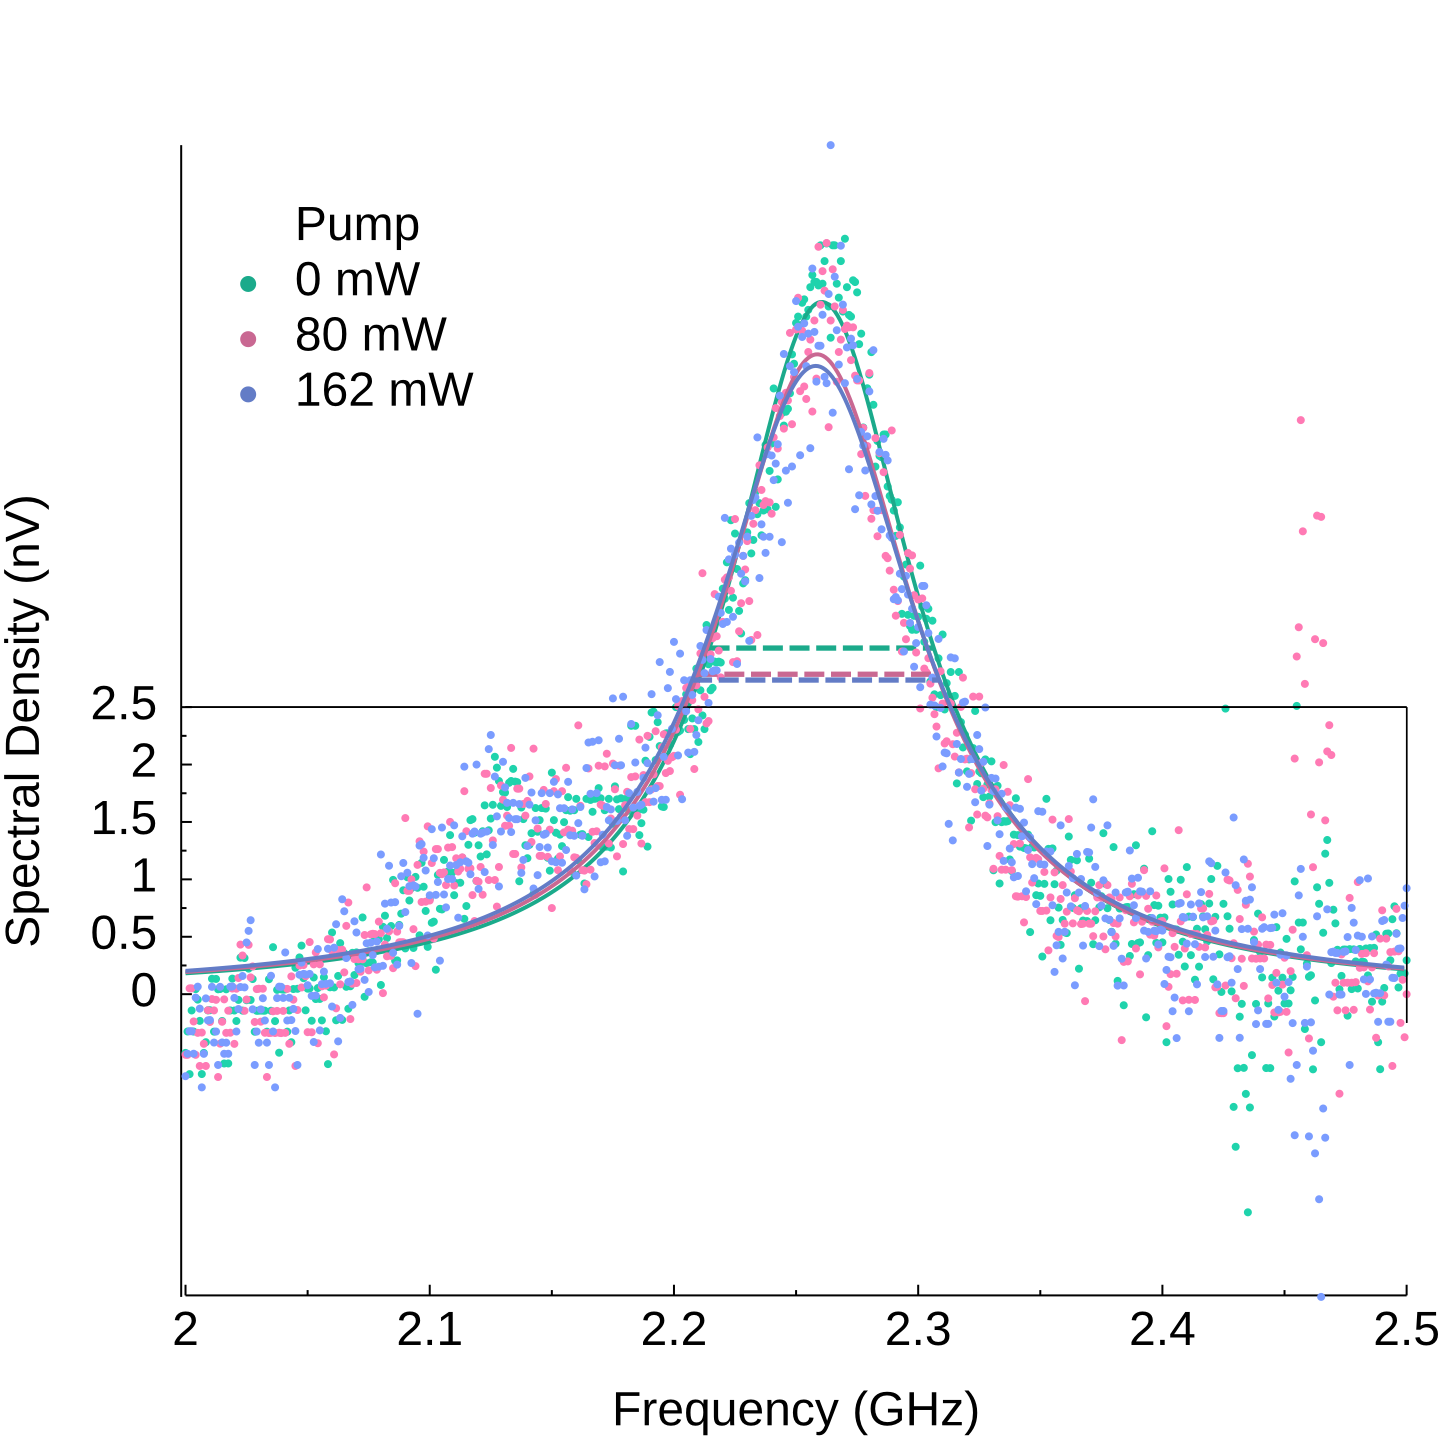 Pump
0 mW
80 mW
162 mW
Spectral Density (nV)
2.5
2
1.5
1
0.5
0
2 2.1 2.2 2.3 2.4 2.5
Frequency (GHz)